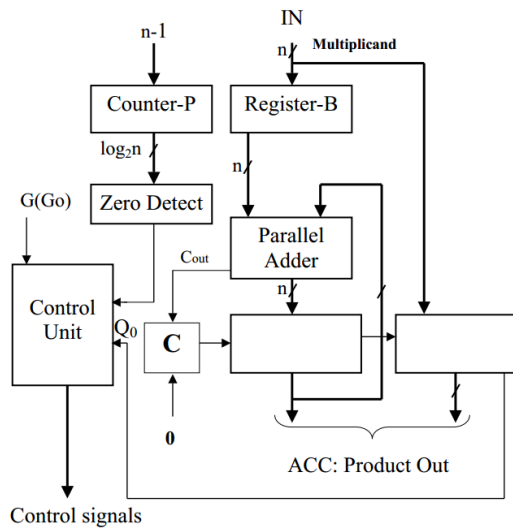 IN
n-1
n
Multiplicand
Counter-P
Register-B
log₂n
n
G(Go)
Zero Detect
Parallel
Adder
Cout
n
Control
Unit
Q₀
C
0
ACC: Product Out
Control signals